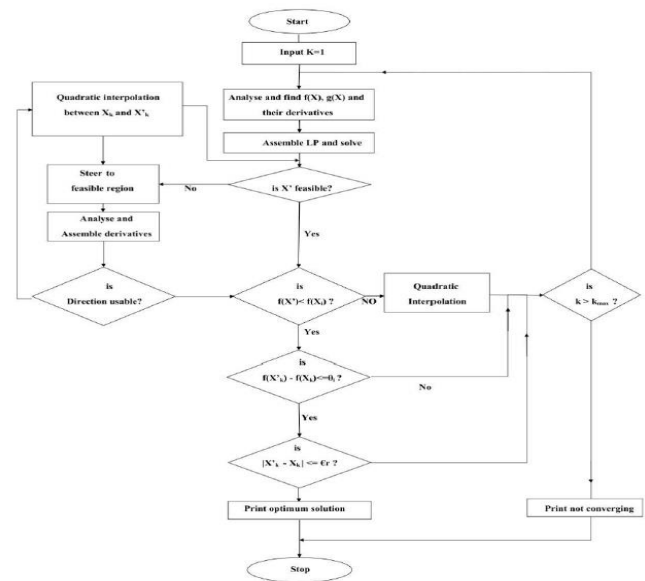 Start
Input K=1
Analyse and find f(X), g(X) and
their derivatives
Assemble LP and solve
Quadratic interpolation
between Xk and X'k
Steer to
feasible region
No
is X' feasible?
Analyse and
Assemble derivatives
Yes
is
Direction usable?
is
f(X')< f(Xi) ?
NO
Quadratic
Interpolation
is
k > kmax ?
Yes
is
f(X'k) - f(Xk)<=θi ?
No
Yes
is
|X'k - Xk| <= €r ?
Print optimum solution
Print not converging
Stop